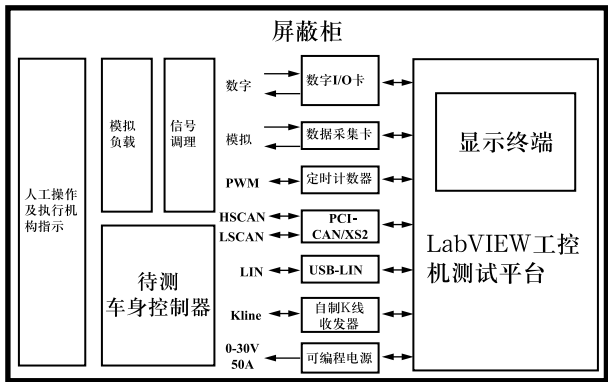 屏蔽柜
人工操作
及执行机
构指示
模拟
负载
信号
调理
待测
车身控制器
数字
数字I/O卡
模拟
数据采集卡
PWM
定时计数器
HSCAN
LSCAN
PCI-
CAN/XS2
LIN
USB-LIN
Kline
自制K线
收发器
0-30V
50A
可编程电源
显示终端
LabVIEW工控
机测试平台